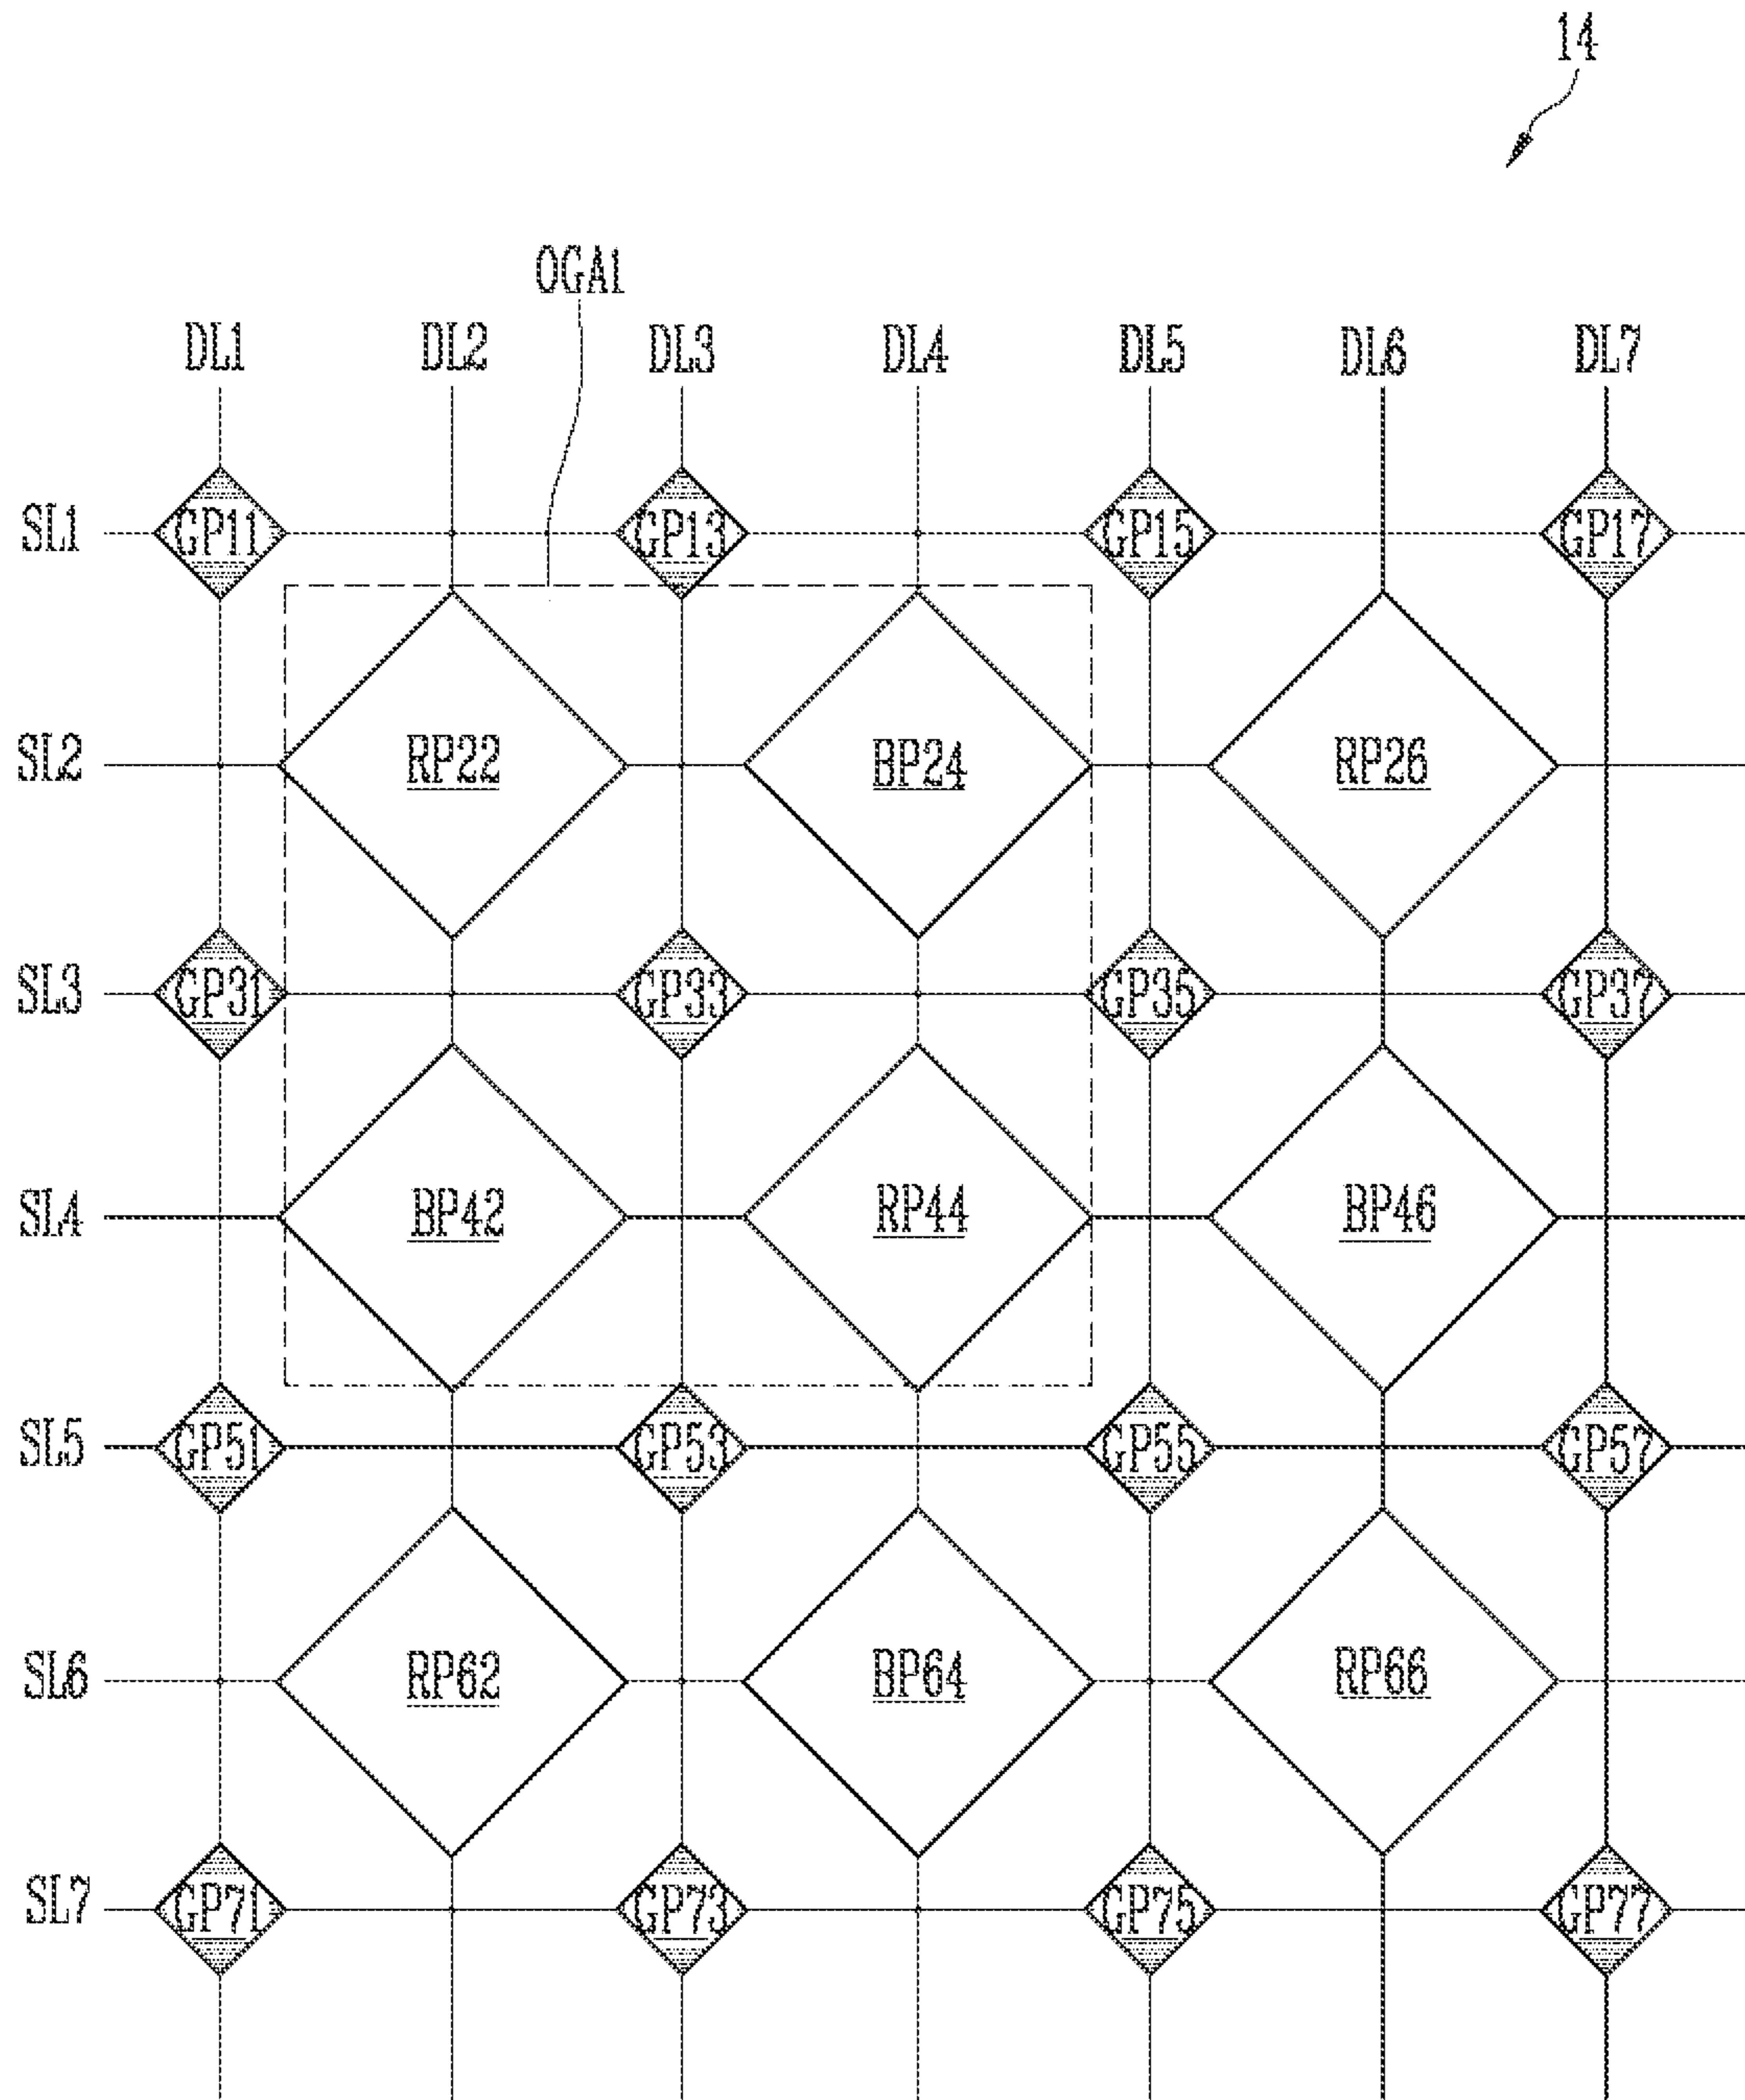 14
OGA1
DL1 DL2 DL3 DL4 DL5 DL6 DL7
SL1 GP11 GP13 GP15 GP17
SL2 RP22 BP24 RP26
SL3 GP31 GP33 GP35 GP37
SL4 BP42 RP44 BP46
SL5 GP51 GP53 GP55 GP57
SL6 RP62 BP64 RP66
SL7 GP71 GP73 GP75 GP77